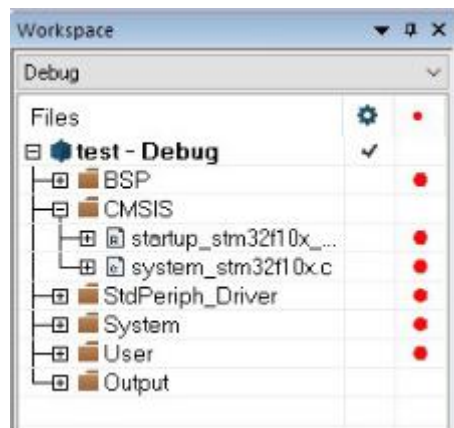 Workspace
Debug
Files
test - Debug
BSP
CMSIS
startup_stm32f10x_...
system_stm32f10x.c
StdPeriph_Driver
System
User
Output